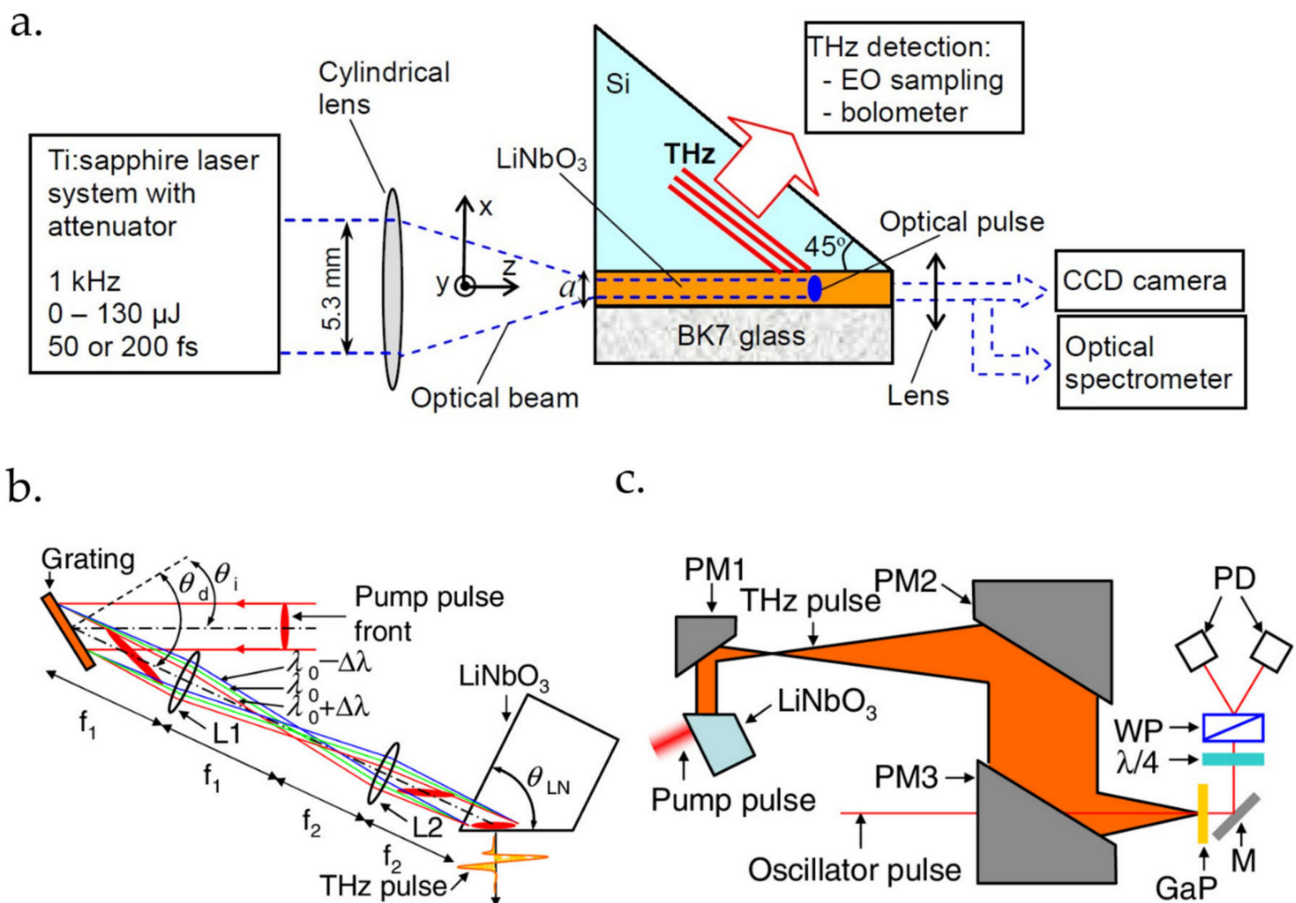 a.
Ti:sapphire laser
system with
attenuator
1 kHz
0 – 130 µJ
50 or 200 fs
Cylindrical
lens
5.3 mm
x
y
z
Optical beam
a
LiNbO3
Si
THz
45°
BK7 glass
THz detection:
- EO sampling
- bolometer
Optical pulse
Lens
CCD camera
Optical
spectrometer
b.
Grating
θd
θi
Pump pulse
front
λ0−Δλ
λ0
λ0+Δλ
L1
f1
f1
f2
f2
L2
LiNbO3
θLN
THz pulse
c.
PM1
THz pulse
PM2
LiNbO3
Pump pulse
PM3
Oscillator pulse
PD
WP
λ/4
M
GaP